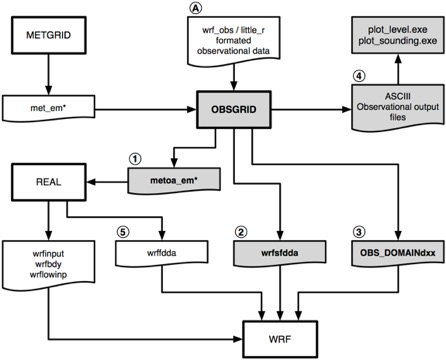 METGRID
A
wrf_obs / little_r
formated
observational data
plot_level.exe
plot_sounding.exe
met_em*
OBSGRID
4
ASCIII
Observational output
files
1
metoa_em*
REAL
wrfinput
wrfbdy
wrflowinp
5
wrffdda
2
wrfsfdda
3
OBS_DOMAINdxx
WRF